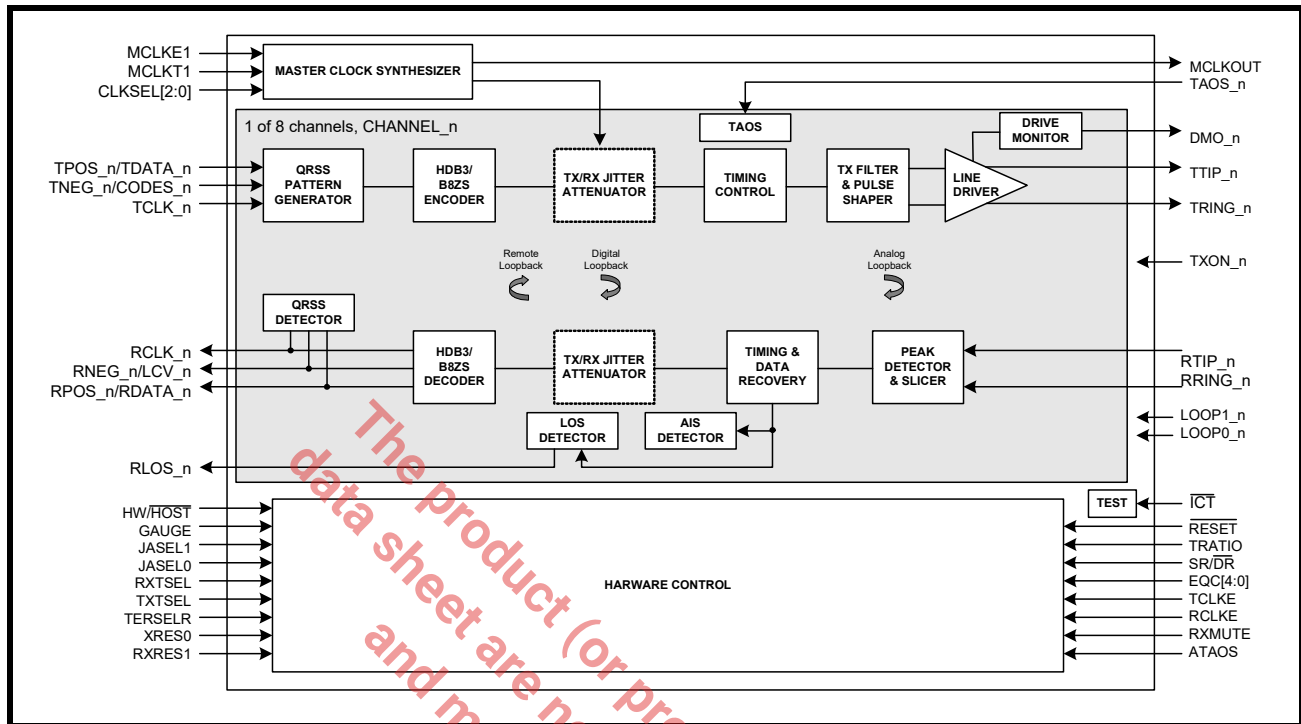 MCLKE1
MCLKT1
CLKSEL[2:0]
MASTER CLOCK SYNTHESIZER
MCLKOUT
TAOS_n
1 of 8 channels, CHANNEL_n
TAOS
DRIVE
MONITOR
DMO_n
TPOS_n/TDATA_n
TNEG_n/CODES_n
TCLK_n
QRSS
PATTERN
GENERATOR
HDB3/
B8ZS
ENCODER
TX/RX JITTER
ATTENUATOR
TIMING
CONTROL
TX FILTER
& PULSE
SHAPER
LINE
DRIVER
TTIP_n
TRING_n
Remote
Loopback
Digital
Loopback
Analog
Loopback
TXON_n
QRSS
DETECTOR
RCLK_n
RNEG_n/LCV_n
RPOS_n/RDATA_n
HDB3/
B8ZS
DECODER
TX/RX JITTER
ATTENUATOR
TIMING &
DATA
RECOVERY
PEAK
DETECTOR
& SLICER
RTIP_n
RRING_n
LOS
DETECTOR
AIS
DETECTOR
LOOP1_n
LOOP0_n
RLOS_n
TEST
ICT
HW/HOST
GAUGE
JASEL1
JASEL0
RXTSEL
TXTSEL
TERSELR
XRES0
RXRES1
HARWARE CONTROL
RESET
TRATIO
SR/DR
EQC[4:0]
TCLKE
RCLKE
RXMUTE
ATAOS
The product (or pro
data sheet are n
and m